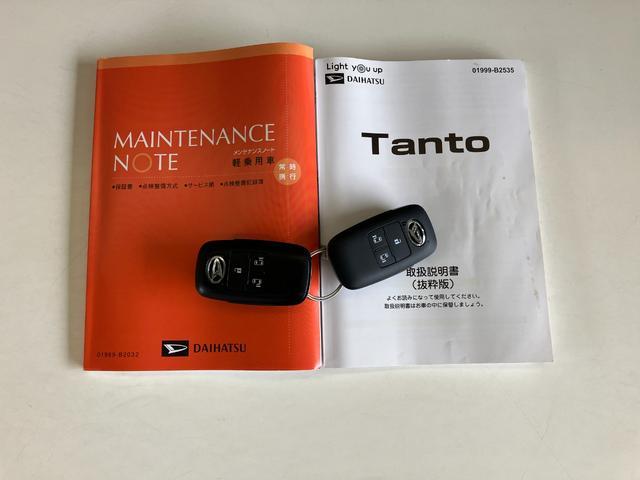 MAINTENANCE
NOTE
メンテナンスノート
軽乗用車
常時
携行
●保証書 ●点検整備方式 ●サービス網 ●点検整備記録簿
01999-B2032
DAIHATSU
Light you up
DAIHATSU
01999-B2535
Tanto
取扱説明書
(抜粋版)
よくお読みになって使用してください。
取扱説明書はお車の中に保管しましょう。